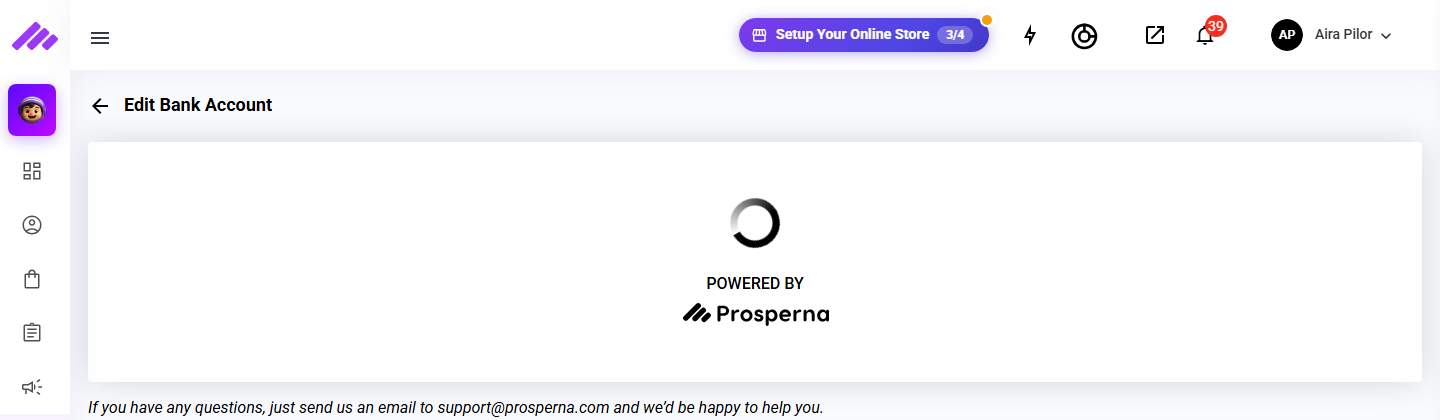 Setup Your Online Store 3/4
39
AP Aira Pilor
Edit Bank Account
POWERED BY
Prosperna
If you have any questions, just send us an email to support@prosperna.com and we’d be happy to help you.